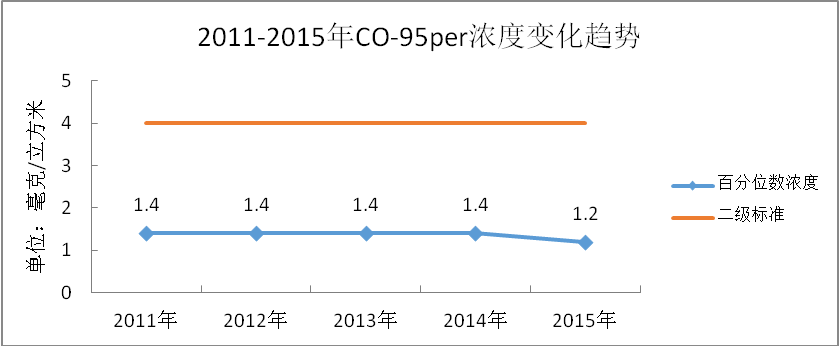 2011-2015年CO-95per浓度变化趋势
单位：毫克/立方米
5
4
3
2
1
0
1.4
1.4
1.4
1.4
1.2
2011年
2012年
2013年
2014年
2015年
百分位数浓度
二级标准